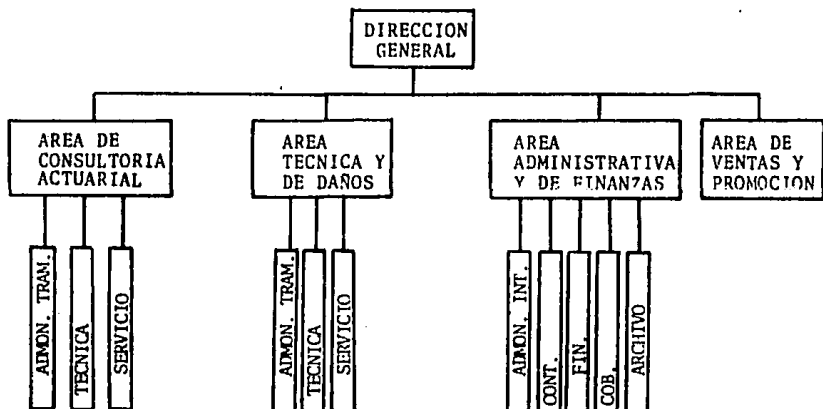 DIRECCION
GENERAL
AREA DE
CONSULTORIA
ACTUARIAL
AREA
TECNICA Y
DE DAÑOS
AREA
ADMINISTRATIVA
Y DE FINANZAS
AREA DE
VENTAS Y
PROMOCION
ADMON. TRAM.
TECNICA
SERVICIO
ADMON. TRAM.
TECNICA
SERVICIO
ADMON. INT.
CONT.
FIN.
COB.
ARCHIVO